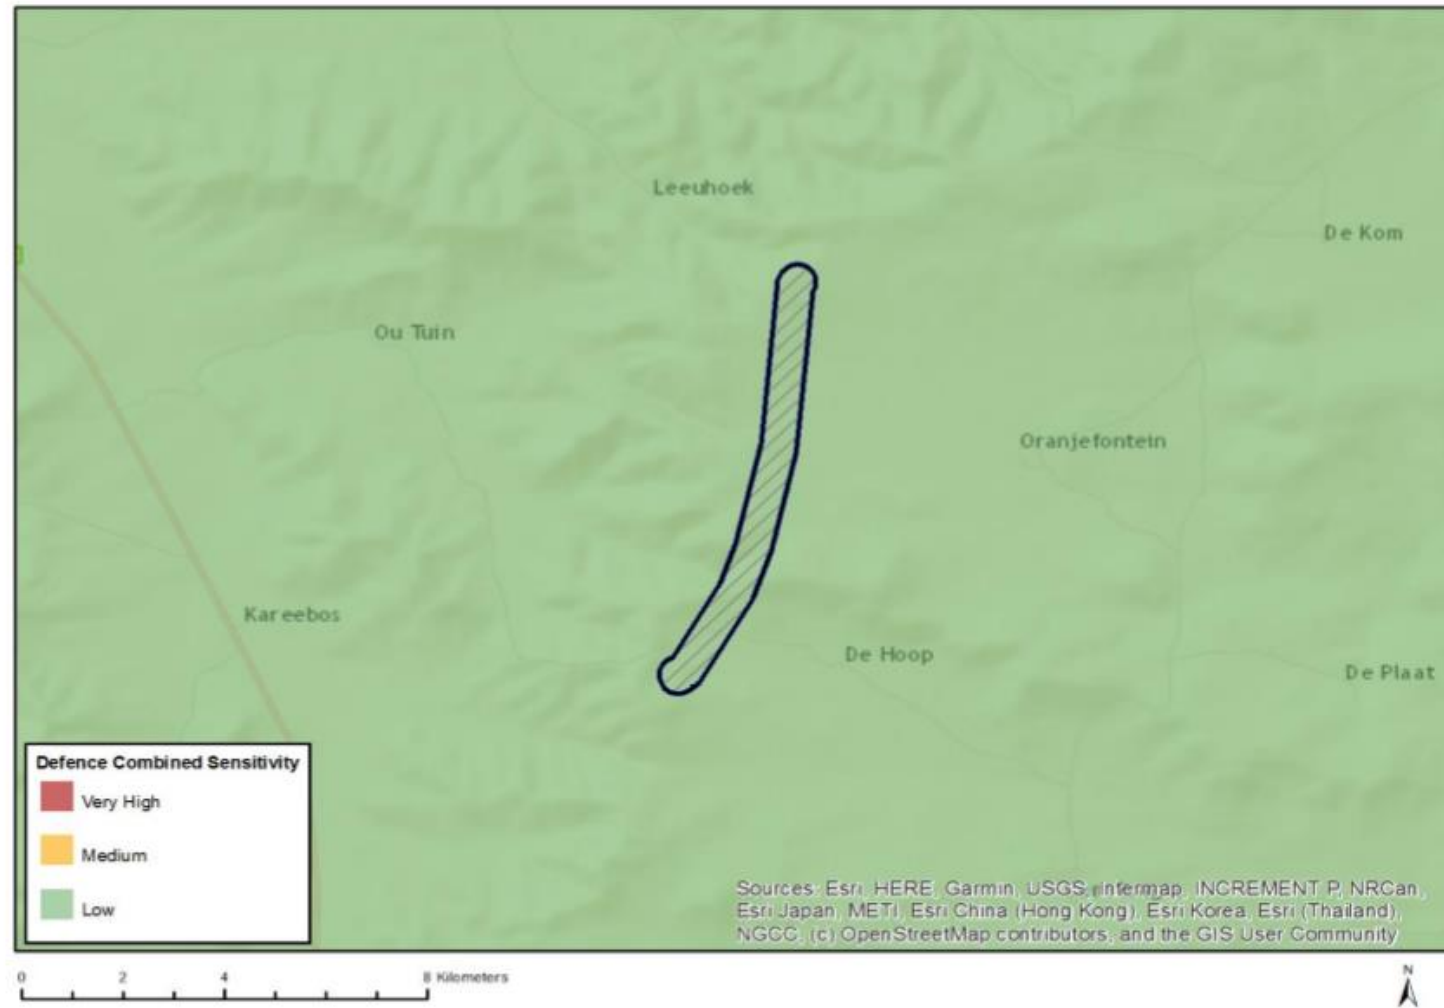 Leeuhoek
De Kom
Ou Tuin
Oranjefontein
Kareebos
De Hoop
De Plaat
Defence Combined Sensitivity
Very High
Medium
Low
Sources: Esri, HERE, Garmin, USGS, Intermap, INCREMENT P, NRCan,
Esri Japan, METI, Esri China (Hong Kong), Esri Korea, Esri (Thailand),
NGCC, (c) OpenStreetMap contributors, and the GIS User Community
0 2 4 8 Kilometers
N